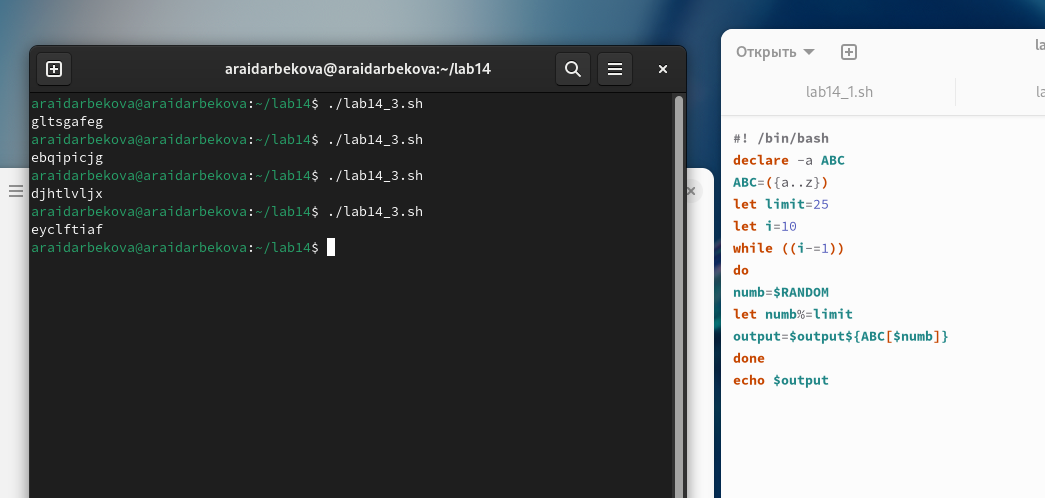 araidarbekova@araidarbekova:~/lab14
araidarbekova@araidarbekova:~/lab14$ ./lab14_3.sh
gltsgafeg
araidarbekova@araidarbekova:~/lab14$ ./lab14_3.sh
ebqipicjg
araidarbekova@araidarbekova:~/lab14$ ./lab14_3.sh
djhtlvljx
araidarbekova@araidarbekova:~/lab14$ ./lab14_3.sh
eyclftiaf
araidarbekova@araidarbekova:~/lab14$
Открыть
lab14_1.sh
#! /bin/bash
declare -a ABC
ABC=({a..z})
let limit=25
let i=10
while ((i-=1))
do
numb=$RANDOM
let numb%=limit
output=$output${ABC[$numb]}
done
echo $output